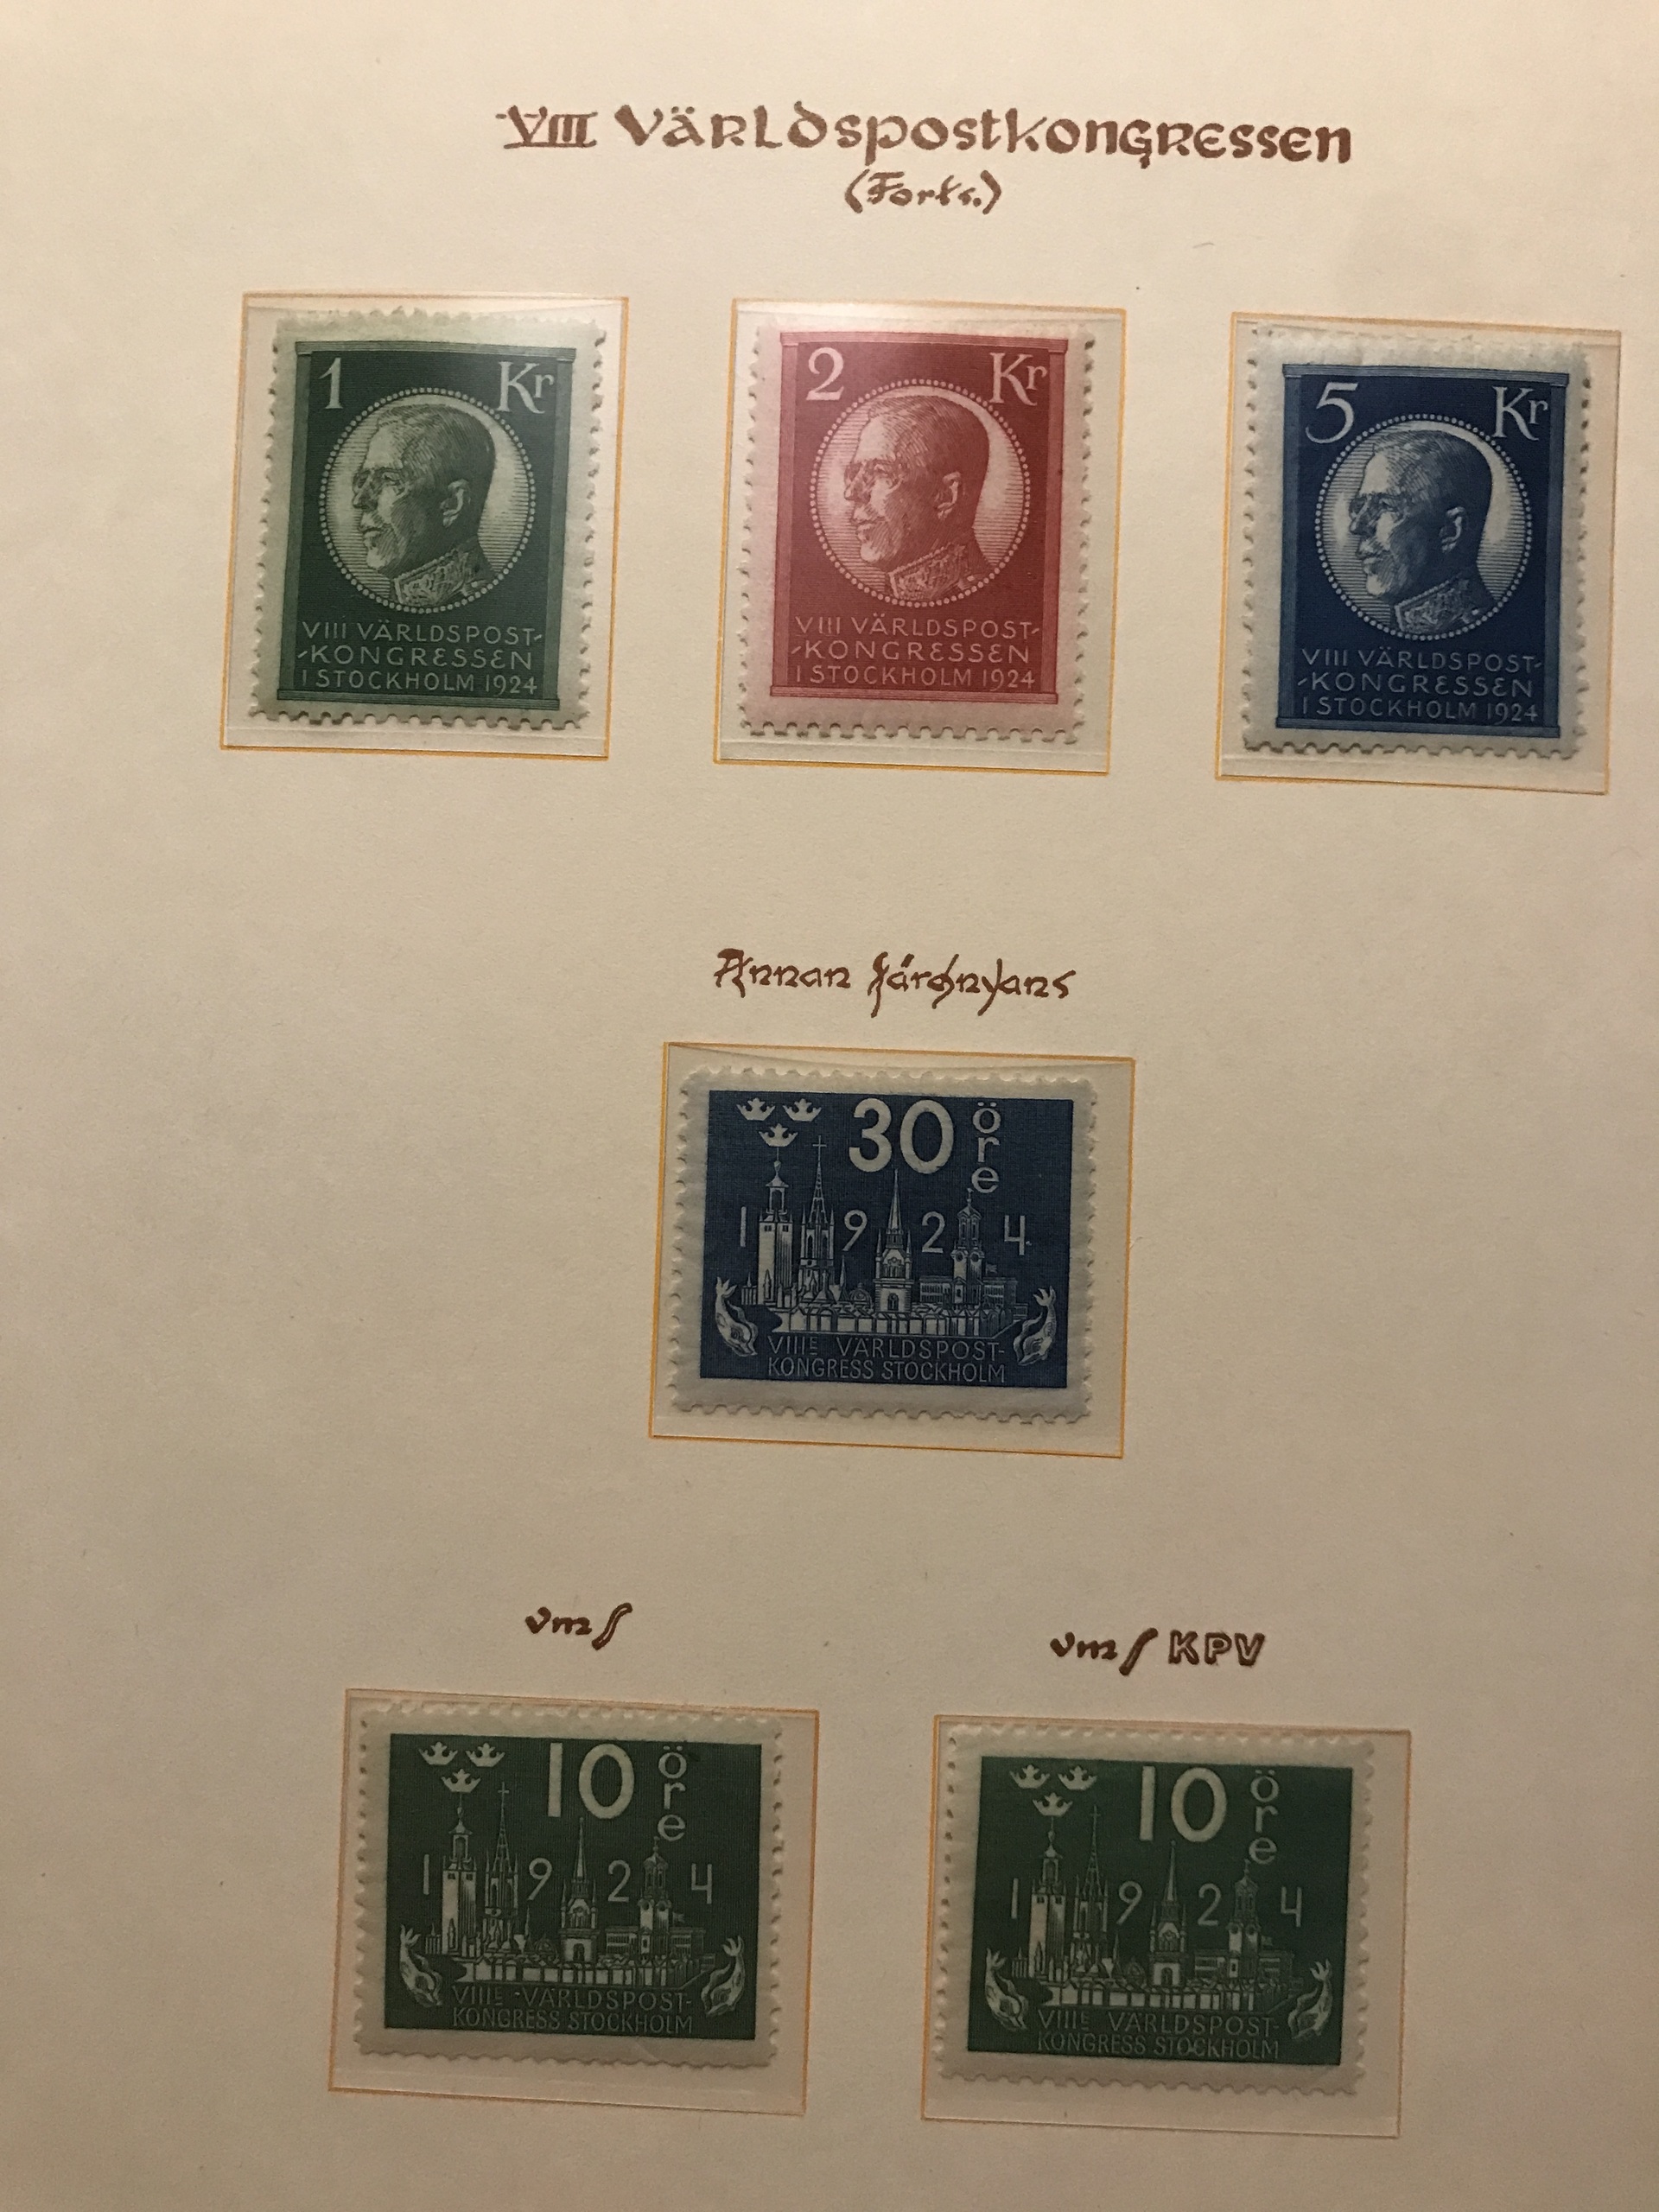 VIII VÄRLDSPOSTKONGRESSEN
(Forts.)
1 Kr
VIII VÄRLDSPOST-
-KONGRESSEN
I STOCKHOLM 1924
2 Kr
VIII VÄRLDSPOST-
-KONGRESSEN
I STOCKHOLM 1924
5 Kr
VIII VÄRLDSPOST-
-KONGRESSEN
I STOCKHOLM 1924
Annan färgnyans
30 öre
1924
VIIIE VÄRLDSPOST-
KONGRESS STOCKHOLM
vm/
10 öre
1924
VIIIE VÄRLDSPOST-
KONGRESS STOCKHOLM
vm/ KPV
10 öre
1924
VIIIE VÄRLDSPOST-
KONGRESS STOCKHOLM